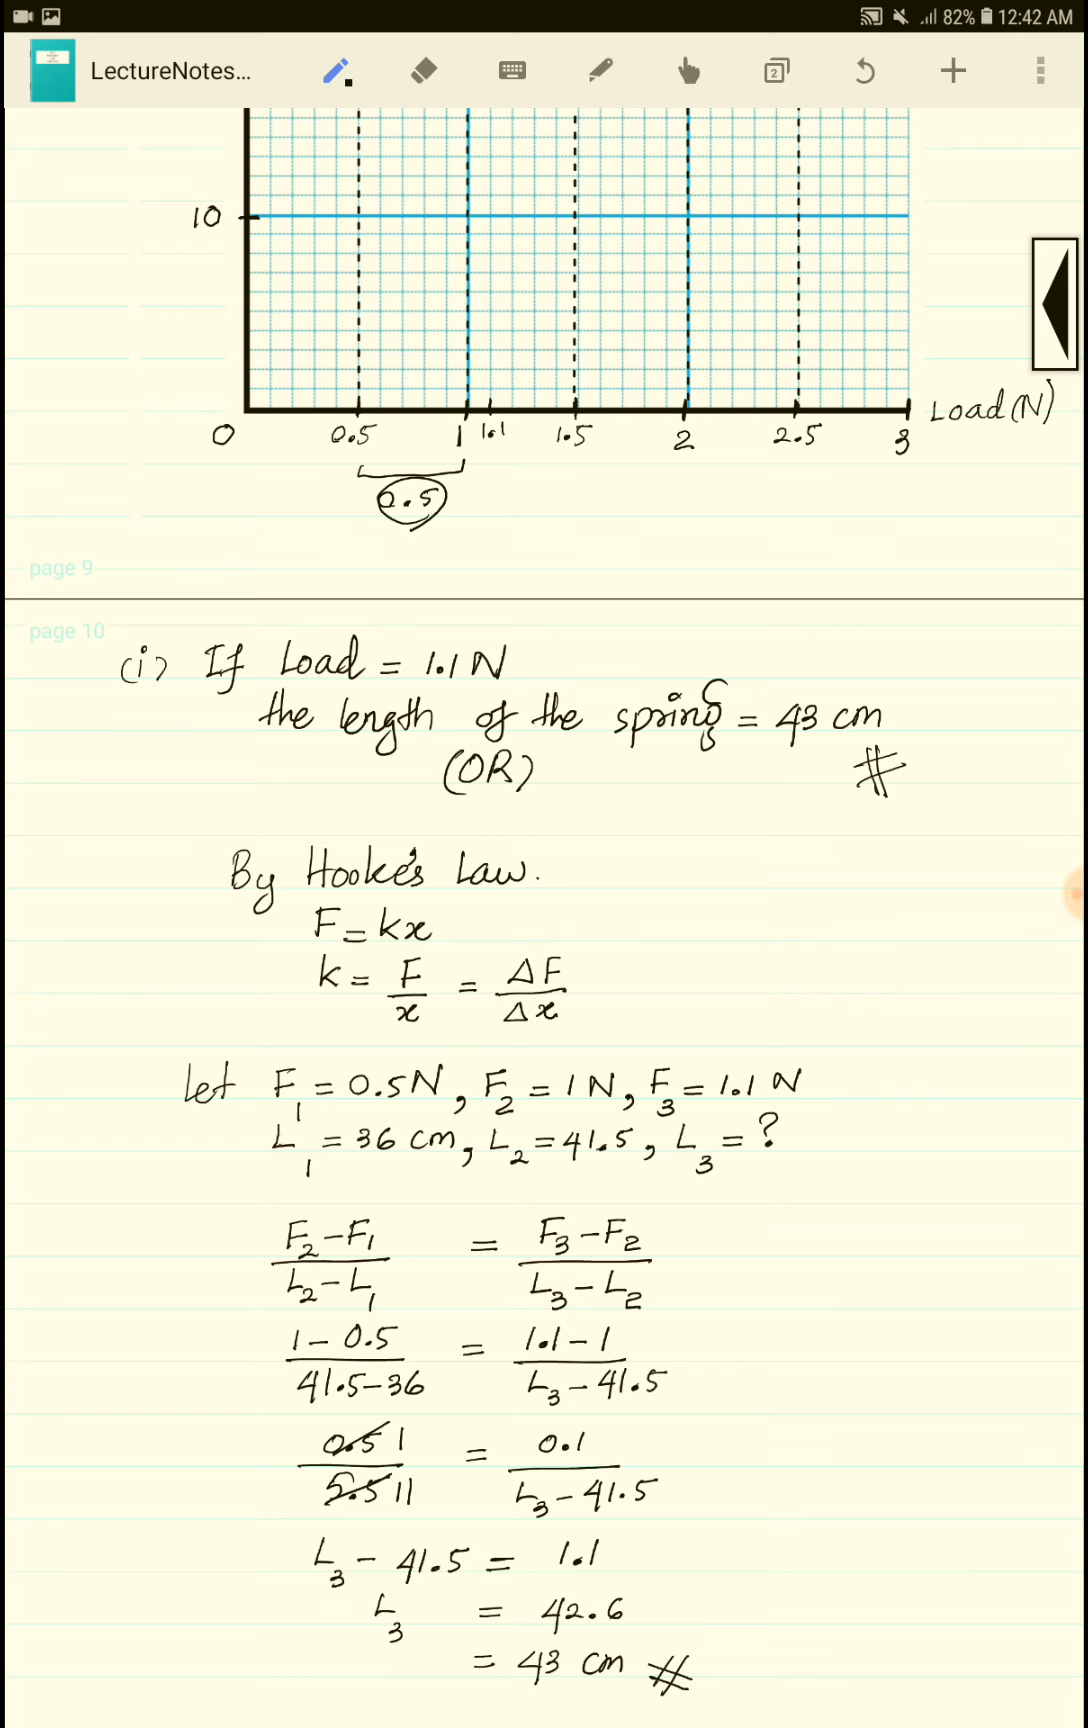 82% 12:42 AM
LectureNotes...
2
10
Load (N)
0 0.5 1 1.1 1.5 2 2.5 3
0.5
page 9
page 10
(i) If Load = 1.1 N
the length of the spring = 43 cm
(OR) #
By Hooke's Law.
F = kx
k = F/x = ΔF/Δx
let F₁ = 0.5N, F₂ = 1N, F₃ = 1.1 N
L₁ = 36 cm, L₂ = 41.5, L₃ = ?
F₂-F₁ / L₂-L₁ = F₃-F₂ / L₃-L₂
1-0.5 / 41.5-36 = 1.1-1 / L₃-41.5
0.5 1 / 5.5 11 = 0.1 / L₃-41.5
L₃ - 41.5 = 1.1
L₃ = 42.6
= 43 cm #